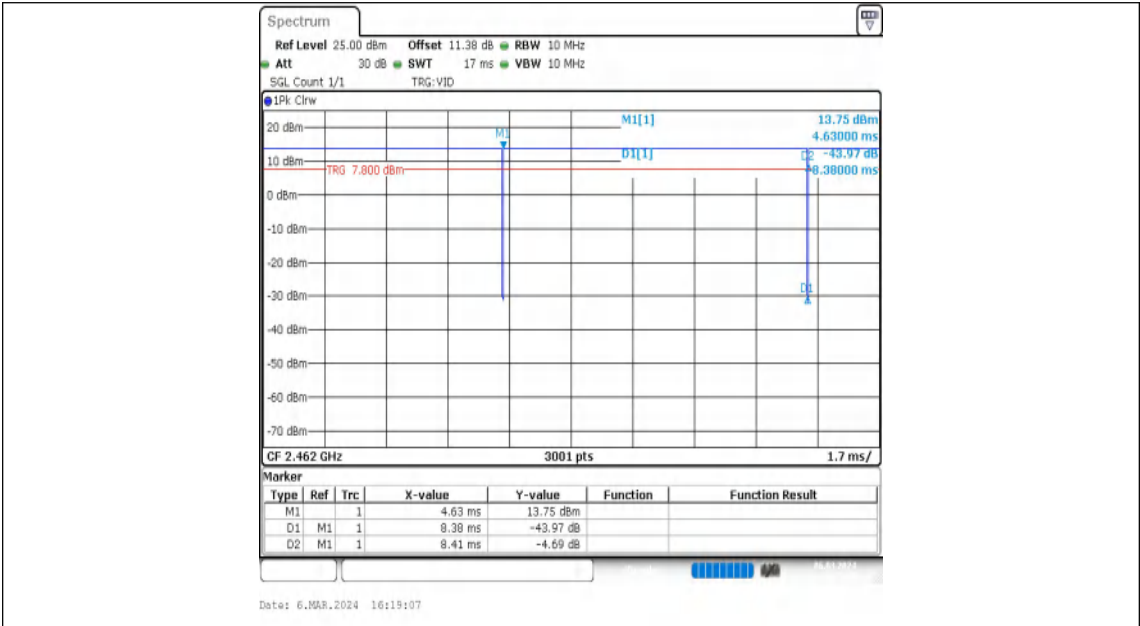 Spectrum
Ref Level 25.00 dBm Offset 11.38 dB RBW 10 MHz
Att 30 dB SWT 17 ms VBW 10 MHz
SGL Count 1/1 TRG:VID
1Pk Clrw
M1[1] 13.75 dBm
4.63000 ms
D1[1] -43.97 dB
8.38000 ms
20 dBm
M1
D2
10 dBm
TRG 7.800 dBm
0 dBm
-10 dBm
-20 dBm
-30 dBm
D1
-40 dBm
-50 dBm
-60 dBm
-70 dBm
CF 2.462 GHz 3001 pts 1.7 ms/
Marker
Type Ref Trc X-value Y-value Function Function Result
M1 1 4.63 ms 13.75 dBm
D1 M1 1 8.38 ms -43.97 dB
D2 M1 1 8.41 ms -4.69 dB
Date: 6.MAR.2024 16:19:07